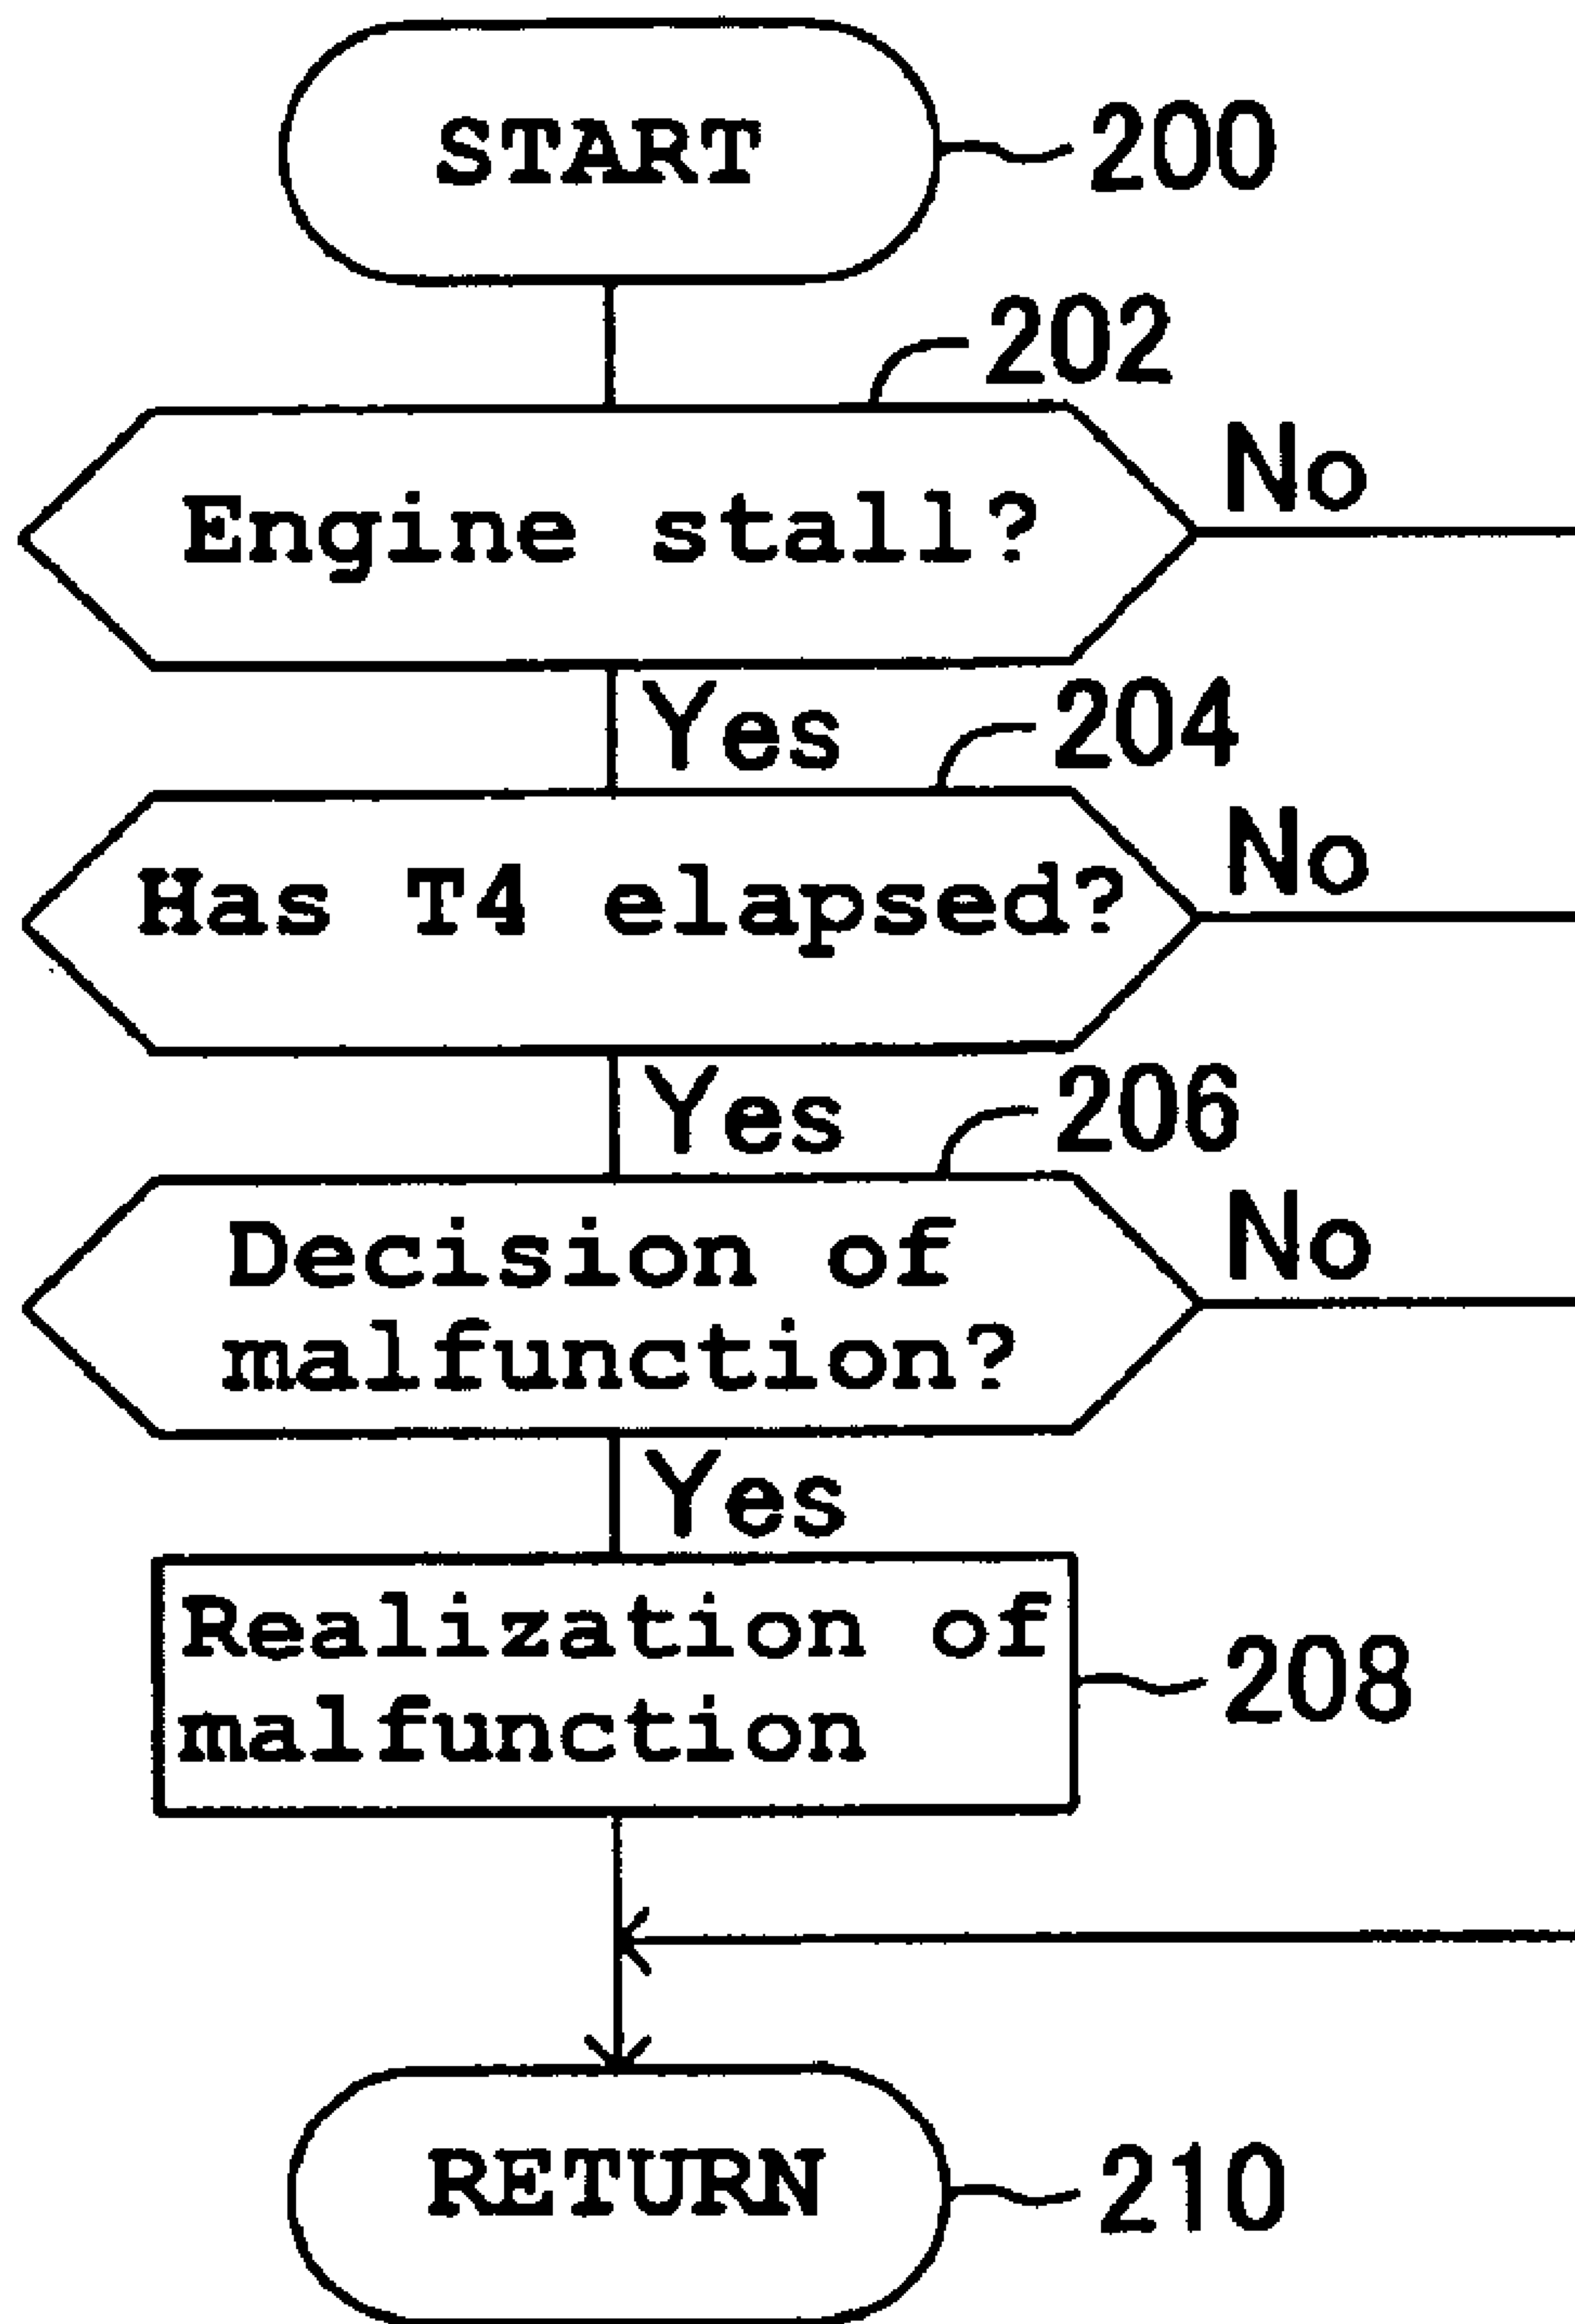 START
200
202
Engine stall?
No
Yes
204
Has T4 elapsed?
No
Yes
206
Decision of
malfunction?
No
Yes
Realization of
malfunction
208
RETURN
210